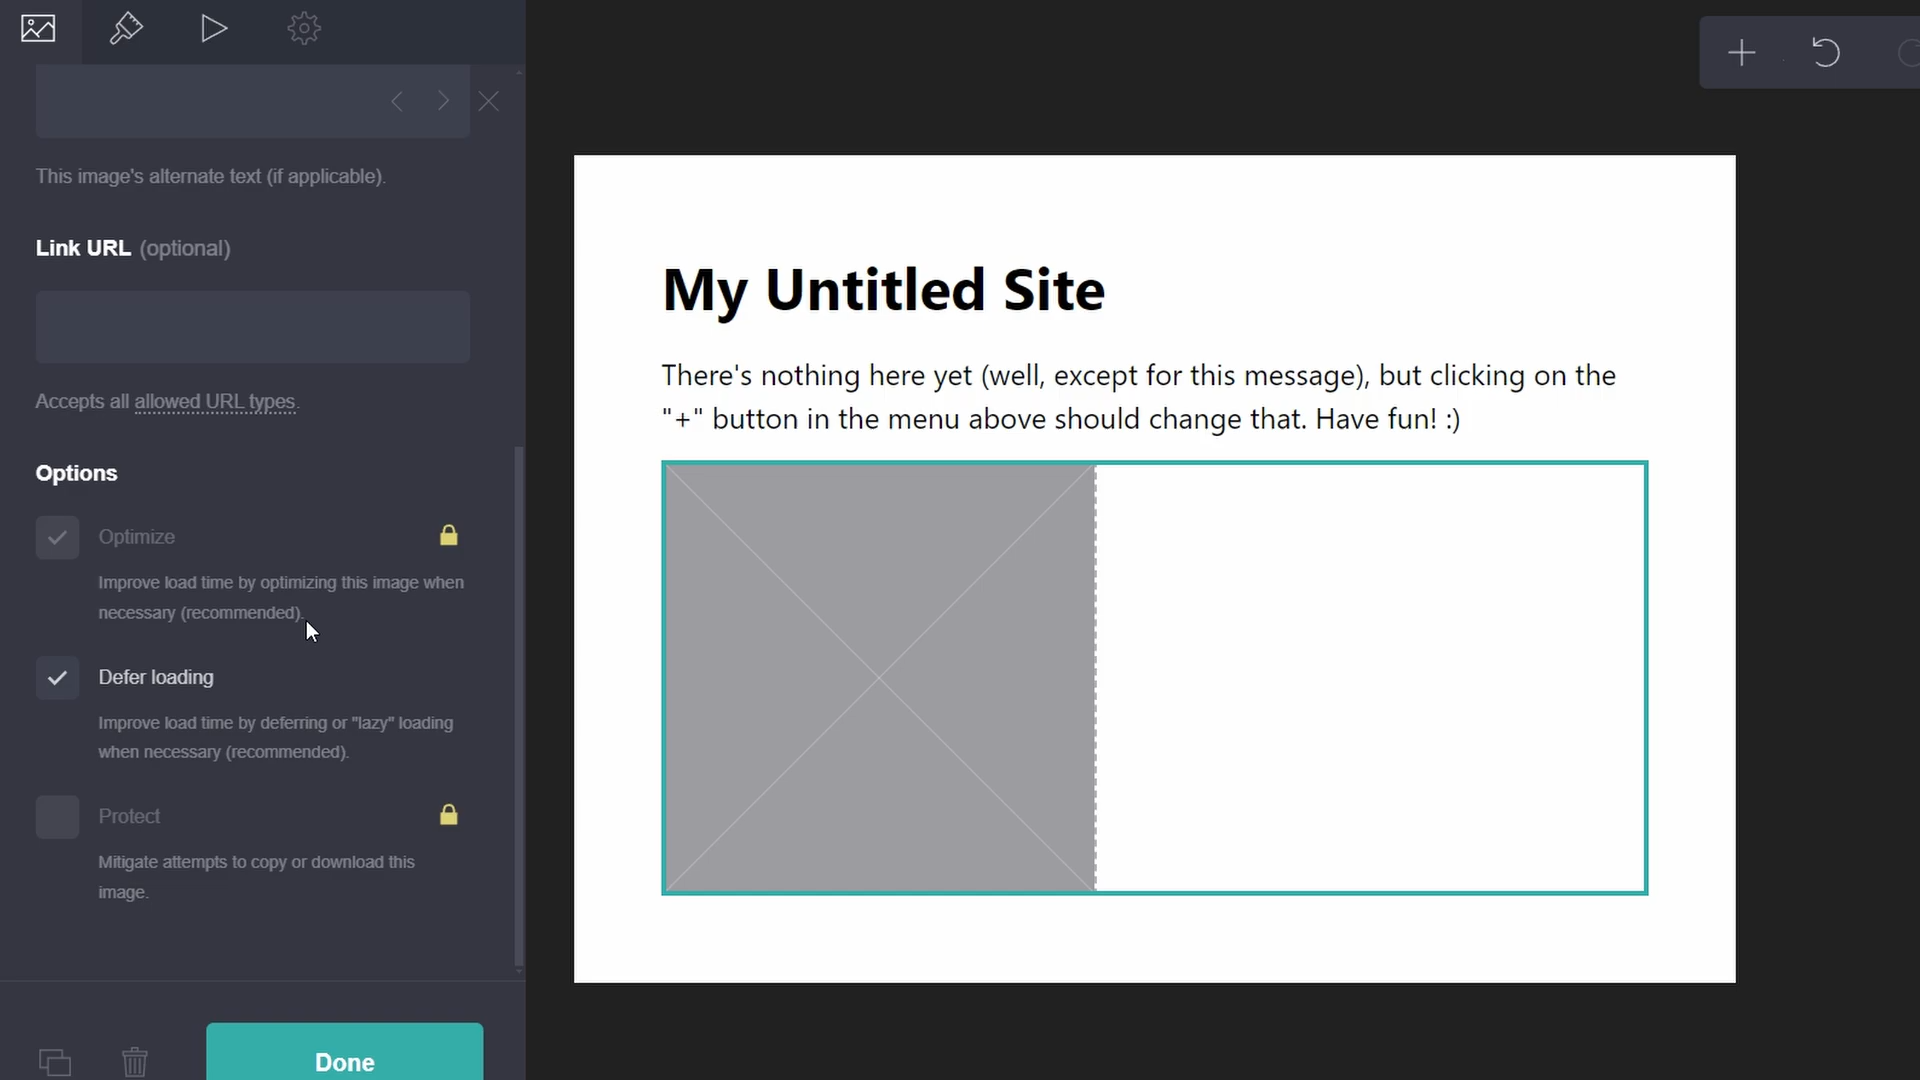 This image's alternate text (if applicable).
Link URL (optional)
Accepts all allowed URL types.
Options
Optimize
Improve load time by optimizing this image when
necessary (recommended).
Defer loading
Improve load time by deferring or "lazy" loading
when necessary (recommended).
Protect
Mitigate attempts to copy or download this
image.
Done
My Untitled Site
There's nothing here yet (well, except for this message), but clicking on the
"+" button in the menu above should change that. Have fun! :)